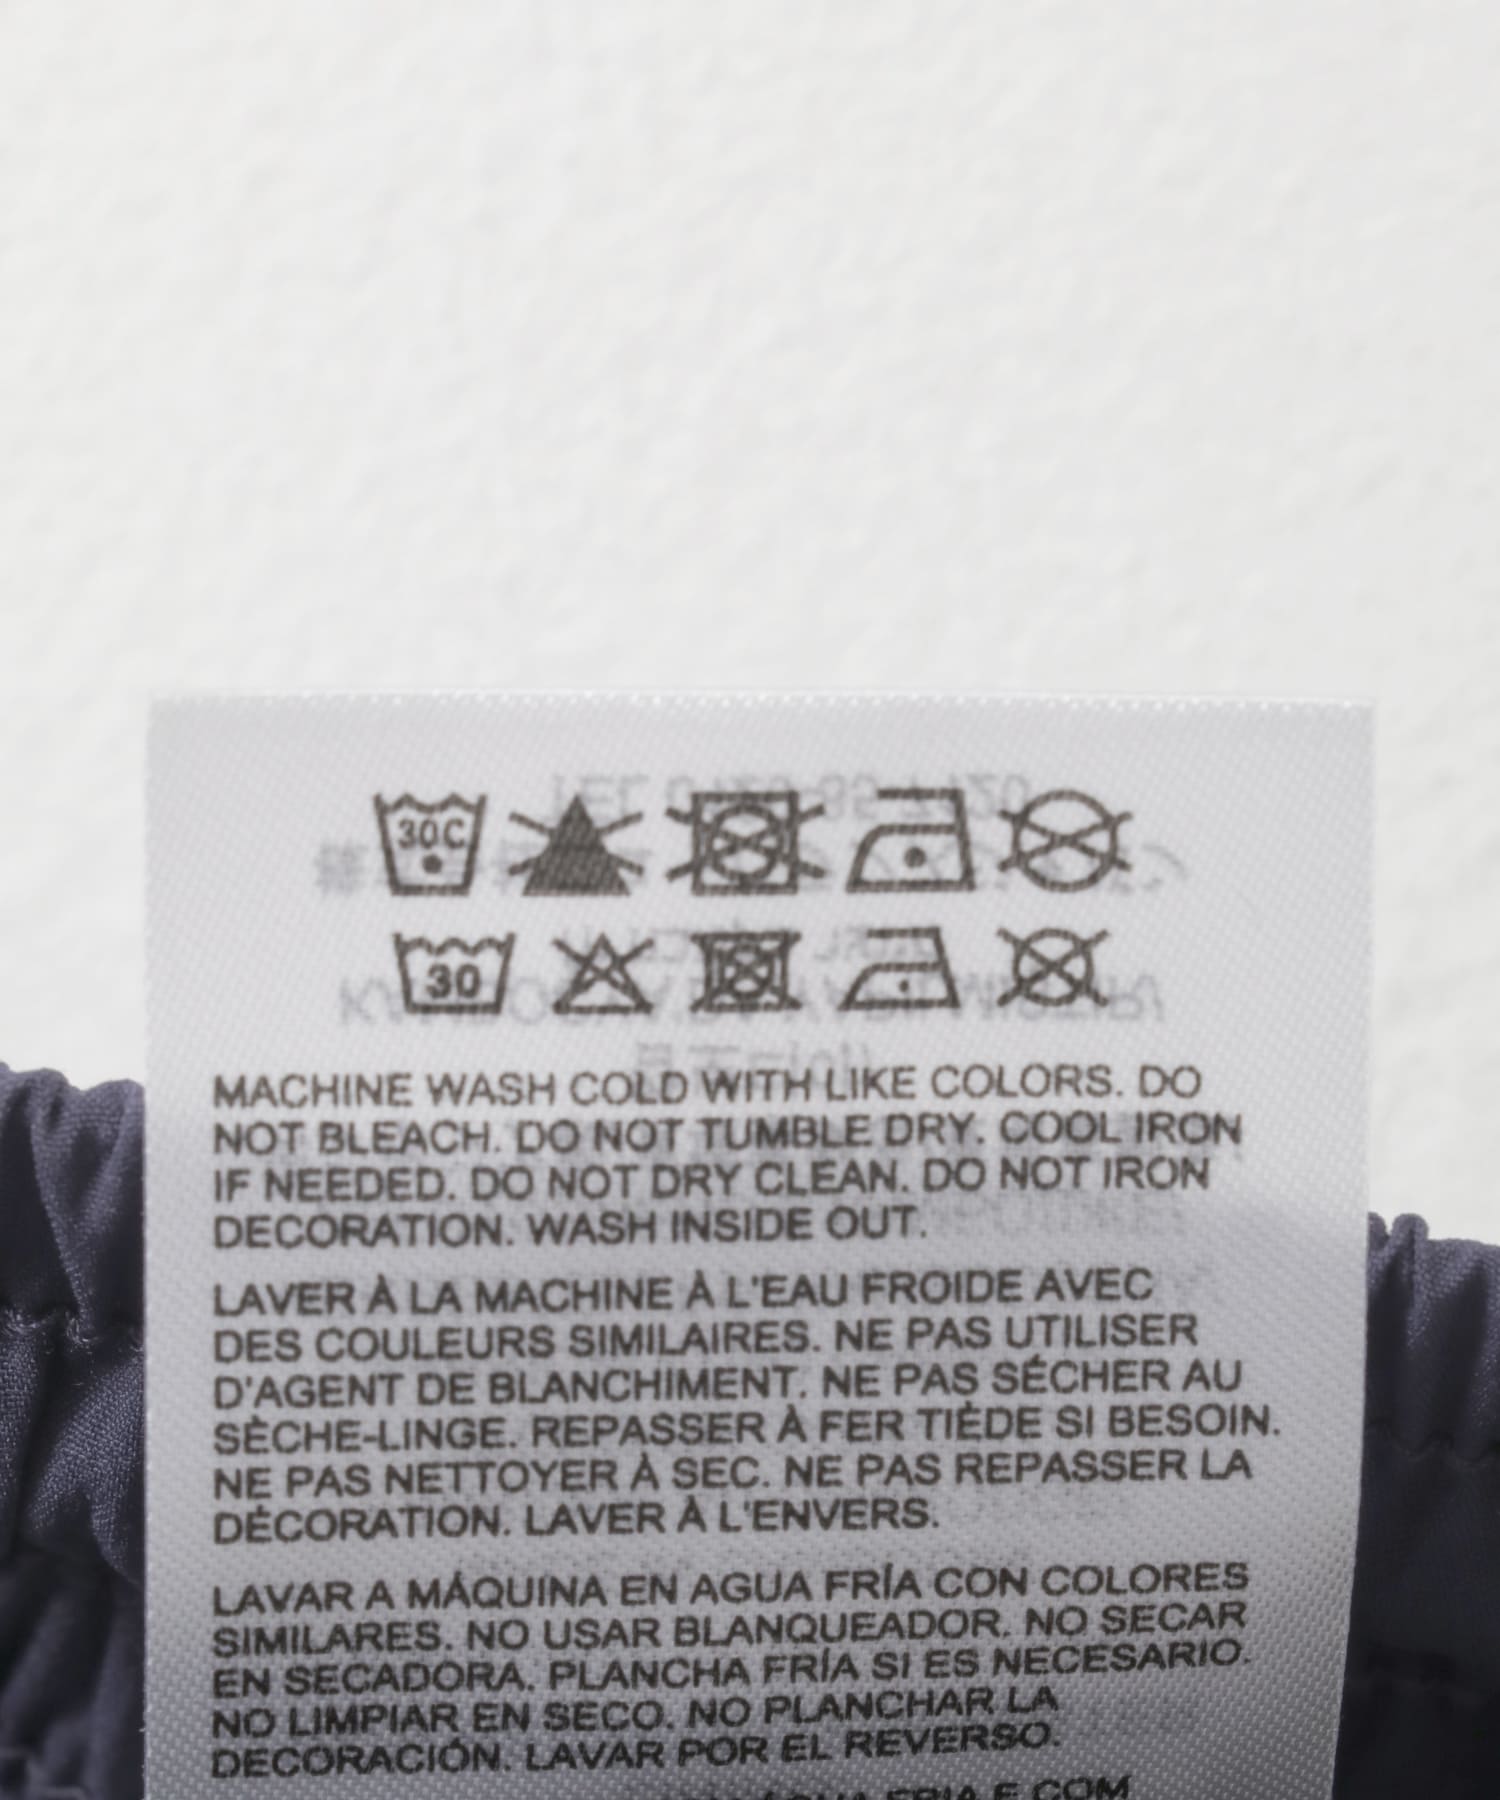 30C
30
MACHINE WASH COLD WITH LIKE COLORS. DO
NOT BLEACH. DO NOT TUMBLE DRY. COOL IRON
IF NEEDED. DO NOT DRY CLEAN. DO NOT IRON
DECORATION. WASH INSIDE OUT.
LAVER À LA MACHINE À L'EAU FROIDE AVEC
DES COULEURS SIMILAIRES. NE PAS UTILISER
D'AGENT DE BLANCHIMENT. NE PAS SÉCHER AU
SÈCHE-LINGE. REPASSER À FER TIÈDE SI BESOIN.
NE PAS NETTOYER À SEC. NE PAS REPASSER LA
DÉCORATION. LAVER À L'ENVERS.
LAVAR A MÁQUINA EN AGUA FRÍA CON COLORES
SIMILARES. NO USAR BLANQUEADOR. NO SECAR
EN SECADORA. PLANCHA FRÍA SI ES NECESARIO.
NO LIMPIAR EN SECO. NO PLANCHAR LA
DECORACIÓN. LAVAR POR EL REVERSO.
E COM